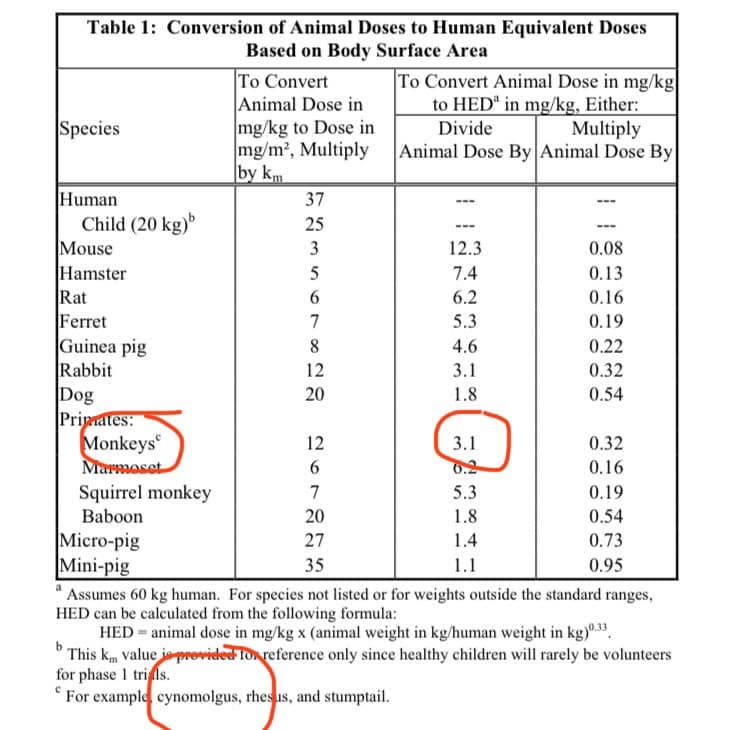 Table 1: Conversion of Animal Doses to Human Equivalent Doses
Based on Body Surface Area
Species
To Convert
Animal Dose in
mg/kg to Dose in
mg/m², Multiply
by kₘ
To Convert Animal Dose in mg/kg
to HEDᵃ in mg/kg, Either:
Divide
Animal Dose By
Multiply
Animal Dose By
Human 37 --- ---
Child (20 kg)ᵇ 25 --- ---
Mouse 3 12.3 0.08
Hamster 5 7.4 0.13
Rat 6 6.2 0.16
Ferret 7 5.3 0.19
Guinea pig 8 4.6 0.22
Rabbit 12 3.1 0.32
Dog 20 1.8 0.54
Primates:
Monkeysᶜ 12 3.1 0.32
Marmoset 6 6.2 0.16
Squirrel monkey 7 5.3 0.19
Baboon 20 1.8 0.54
Micro-pig 27 1.4 0.73
Mini-pig 35 1.1 0.95
ᵃ Assumes 60 kg human. For species not listed or for weights outside the standard ranges,
HED can be calculated from the following formula:
HED = animal dose in mg/kg x (animal weight in kg/human weight in kg)⁰·³³.
ᵇ This kₘ value is provided for reference only since healthy children will rarely be volunteers
for phase 1 trials.
ᶜ For example, cynomolgus, rhesus, and stumptail.